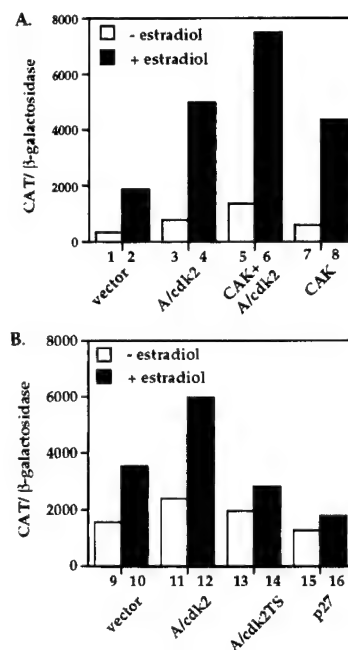 A.
8000
6000
4000
2000
0
CAT/ β-galactosidase
- estradiol
+ estradiol
1 2 3 4 5 6 7 8
vector
A/cdk2
CAK+
A/cdk2
CAK
B.
8000
6000
4000
2000
0
CAT/ β-galactosidase
- estradiol
+ estradiol
9 10 11 12 13 14 15 16
vector
A/cdk2
A/cdk2TS
p27